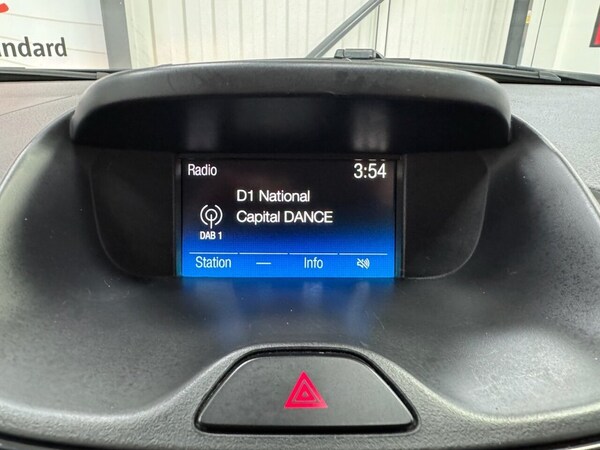 ndard
Radio 3:54
D1 National
Capital DANCE
DAB 1
Station — Info